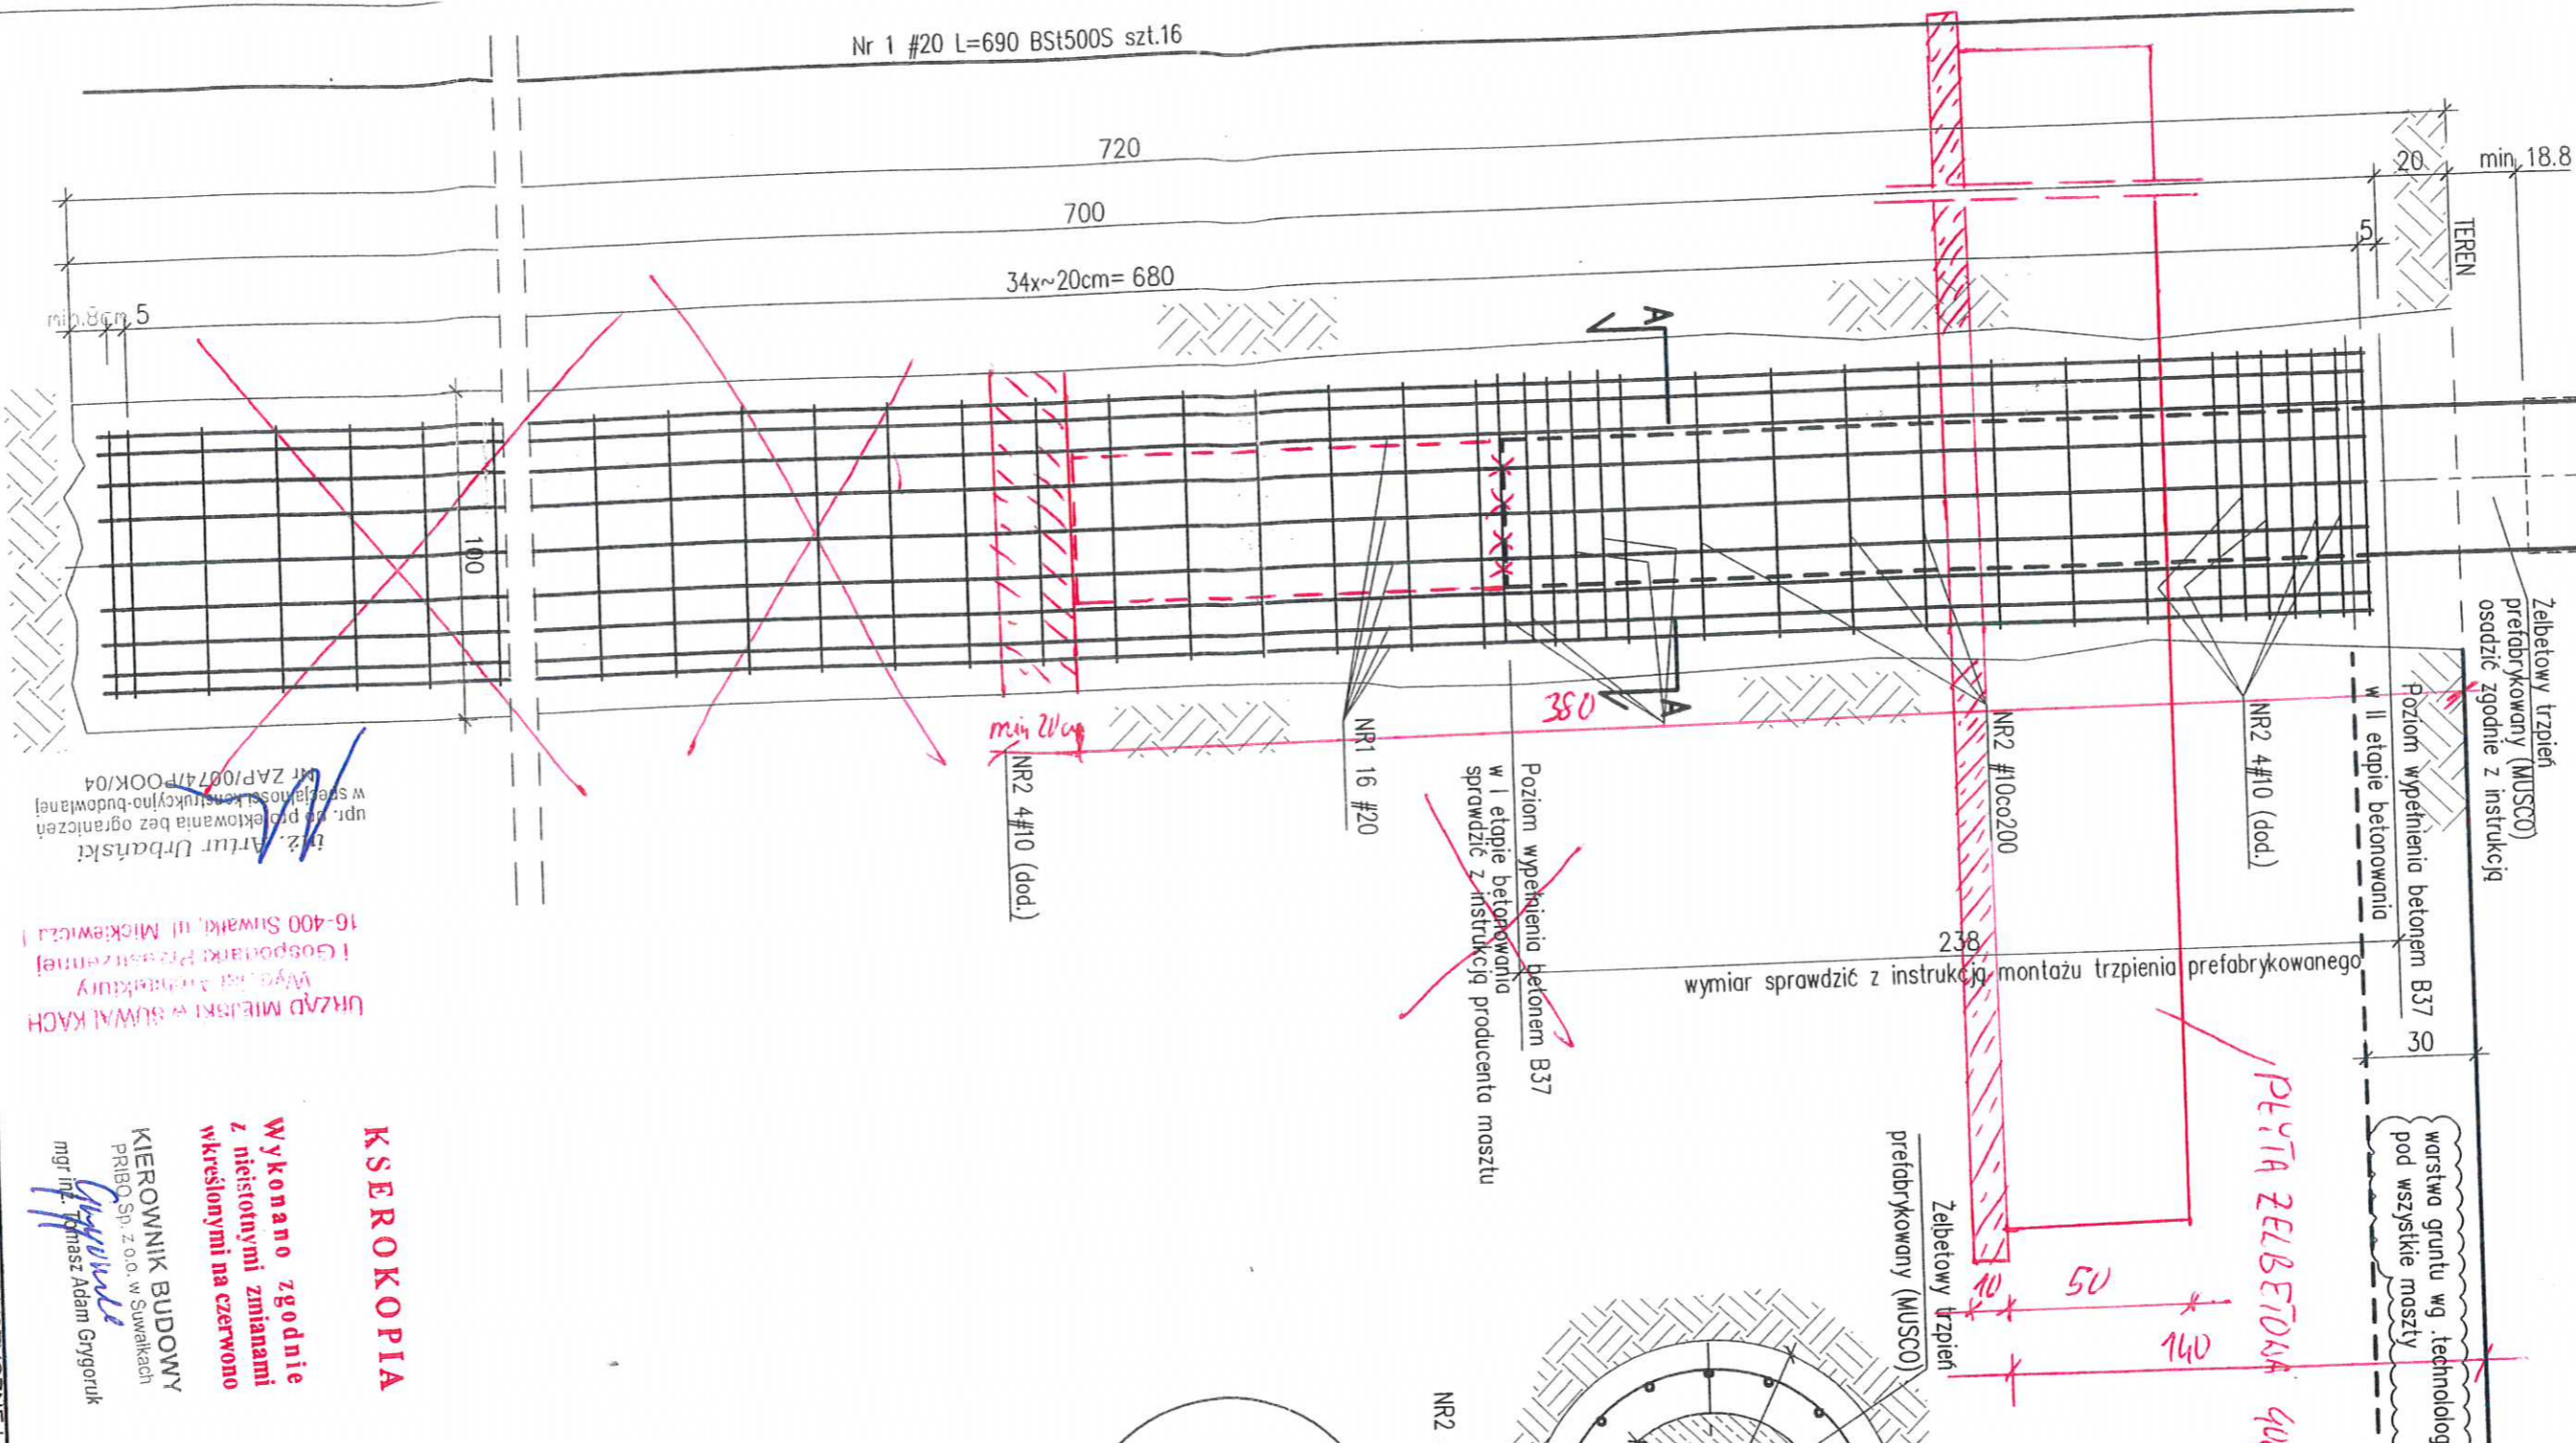 Nr 1 #20 L=690 BSt500S szt.16
720
700
34x~20cm= 680
min.8cm 5
20
min. 18.8
5
TEREN
A
A
100
380
min 20cm
Żelbetowy trzpień
prefabrykowany (MUSCO)
osadzić zgodnie z instrukcją
Poziom wypełnienia betonem B37
w II etapie betonowania
NR2 4#10 (dod.)
NR2 #10co200
NR1 16 #20
NR2 4#10 (dod.)
Poziom wypełnienia betonem B37
w I etapie betonowania
sprawdzić z instrukcją producenta masztu
238
wymiar sprawdzić z instrukcją montażu trzpienia prefabrykowanego
30
warstwa gruntu wg .technolog
pod wszystkie maszty
PŁYTA ŻELBETOWA
10
50
140
Żelbetowy trzpień
prefabrykowany (MUSCO)
NR2
inż. Artur Urbański
upr. do projektowania bez ograniczeń
w specjalności konstrukcyjno-budowlanej
Nr ZAP/0074/POOK/04
URZĄD MIEJSKI w SUWAŁKACH
Wydział Architektury
i Gospodarki Przestrzennej
16-400 Suwałki, ul. Mickiewicza 1
KSEROKOPIA
Wykonano zgodnie
z nieistotnymi zmianami
wkreślonymi na czerwono
KIEROWNIK BUDOWY
PRIBO Sp. z o.o. w Suwałkach
mgr inż. Tomasz Adam Grygoruk